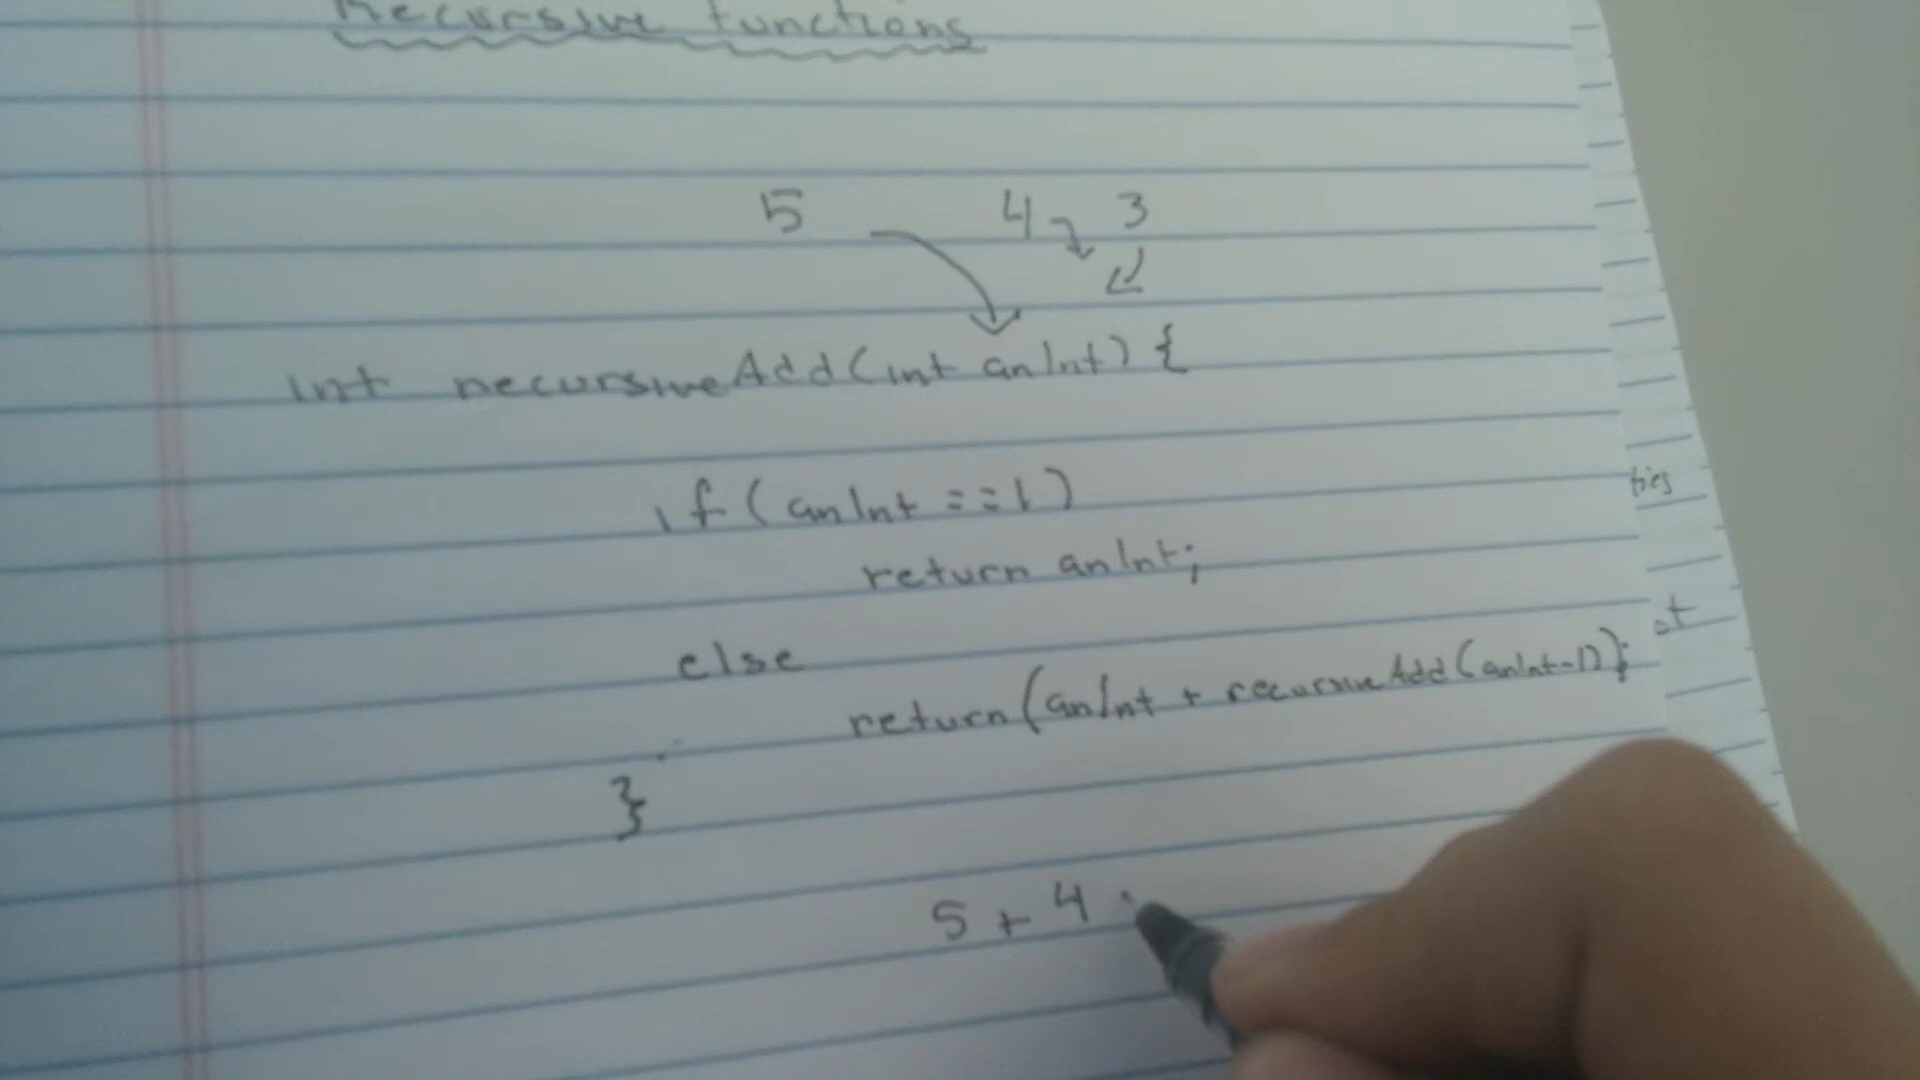 Recursive functions
5 4 3
int recursiveAdd(int anInt) {
if (anInt ==1)
return anInt;
else
return (anInt + recursiveAdd(anInt-1);
}
5 + 4